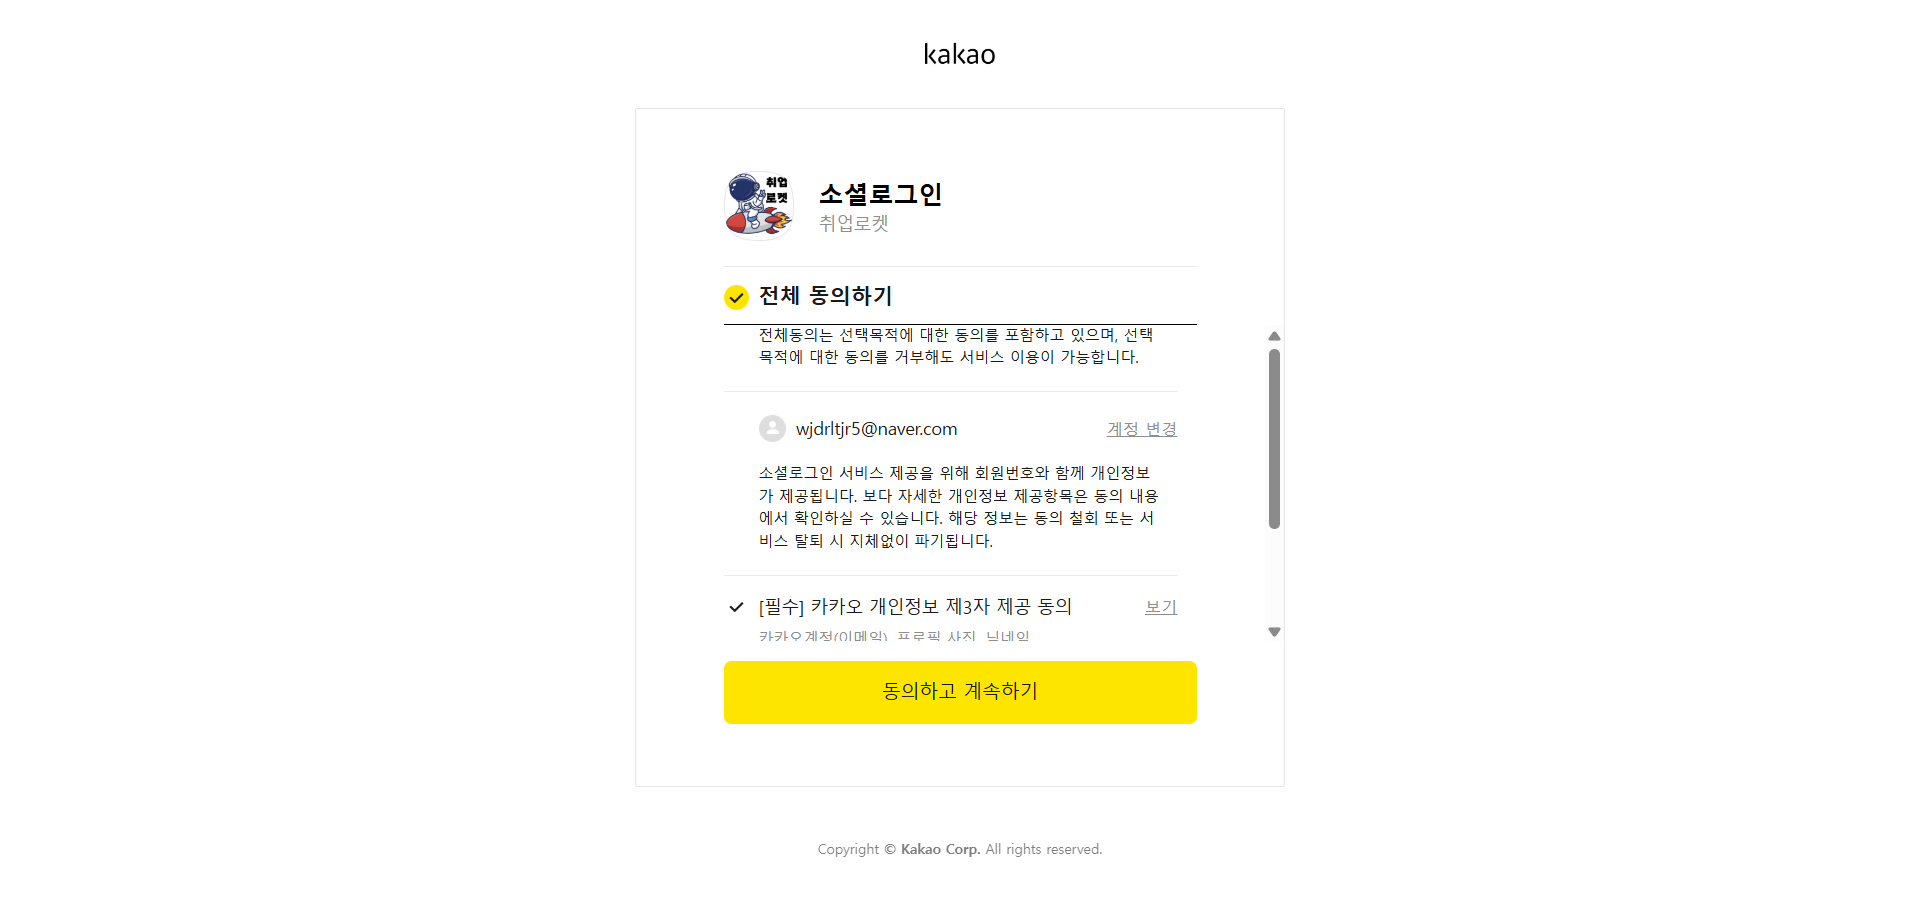 kakao
취업
로켓
소셜로그인
취업로켓
전체 동의하기
전체동의는 선택목적에 대한 동의를 포함하고 있으며, 선택
목적에 대한 동의를 거부해도 서비스 이용이 가능합니다.
wjdrltjr5@naver.com 계정 변경
소셜로그인 서비스 제공을 위해 회원번호와 함께 개인정보
가 제공됩니다. 보다 자세한 개인정보 제공항목은 동의 내용
에서 확인하실 수 있습니다. 해당 정보는 동의 철회 또는 서
비스 탈퇴 시 지체없이 파기됩니다.
[필수] 카카오 개인정보 제3자 제공 동의 보기
카카오계정(이메일), 프로필 사진, 닉네임
동의하고 계속하기
Copyright © Kakao Corp. All rights reserved.